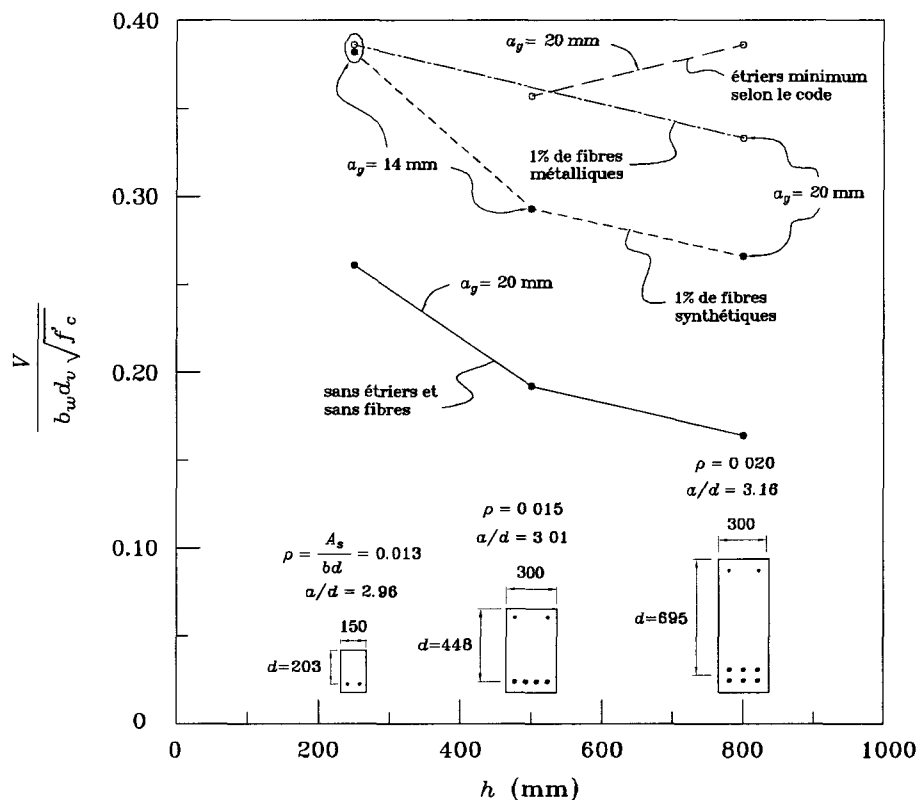 0.40
a_g = 20 mm
étriers minimum
selon le code
a_g = 14 mm
1% de fibres
métalliques
a_g = 20 mm
0.30
a_g = 20 mm
1% de fibres
synthétiques
V
b_w d_v √f'_c
0.20
sans étriers et
sans fibres
ρ = 0 020
a/d = 3.16
ρ = 0 015
a/d = 3 01
300
0.10
ρ = A_s / bd = 0.013
a/d = 2.96
300
150
d=695
d=448
d=203
0
0
200
400
600
800
1000
h (mm)